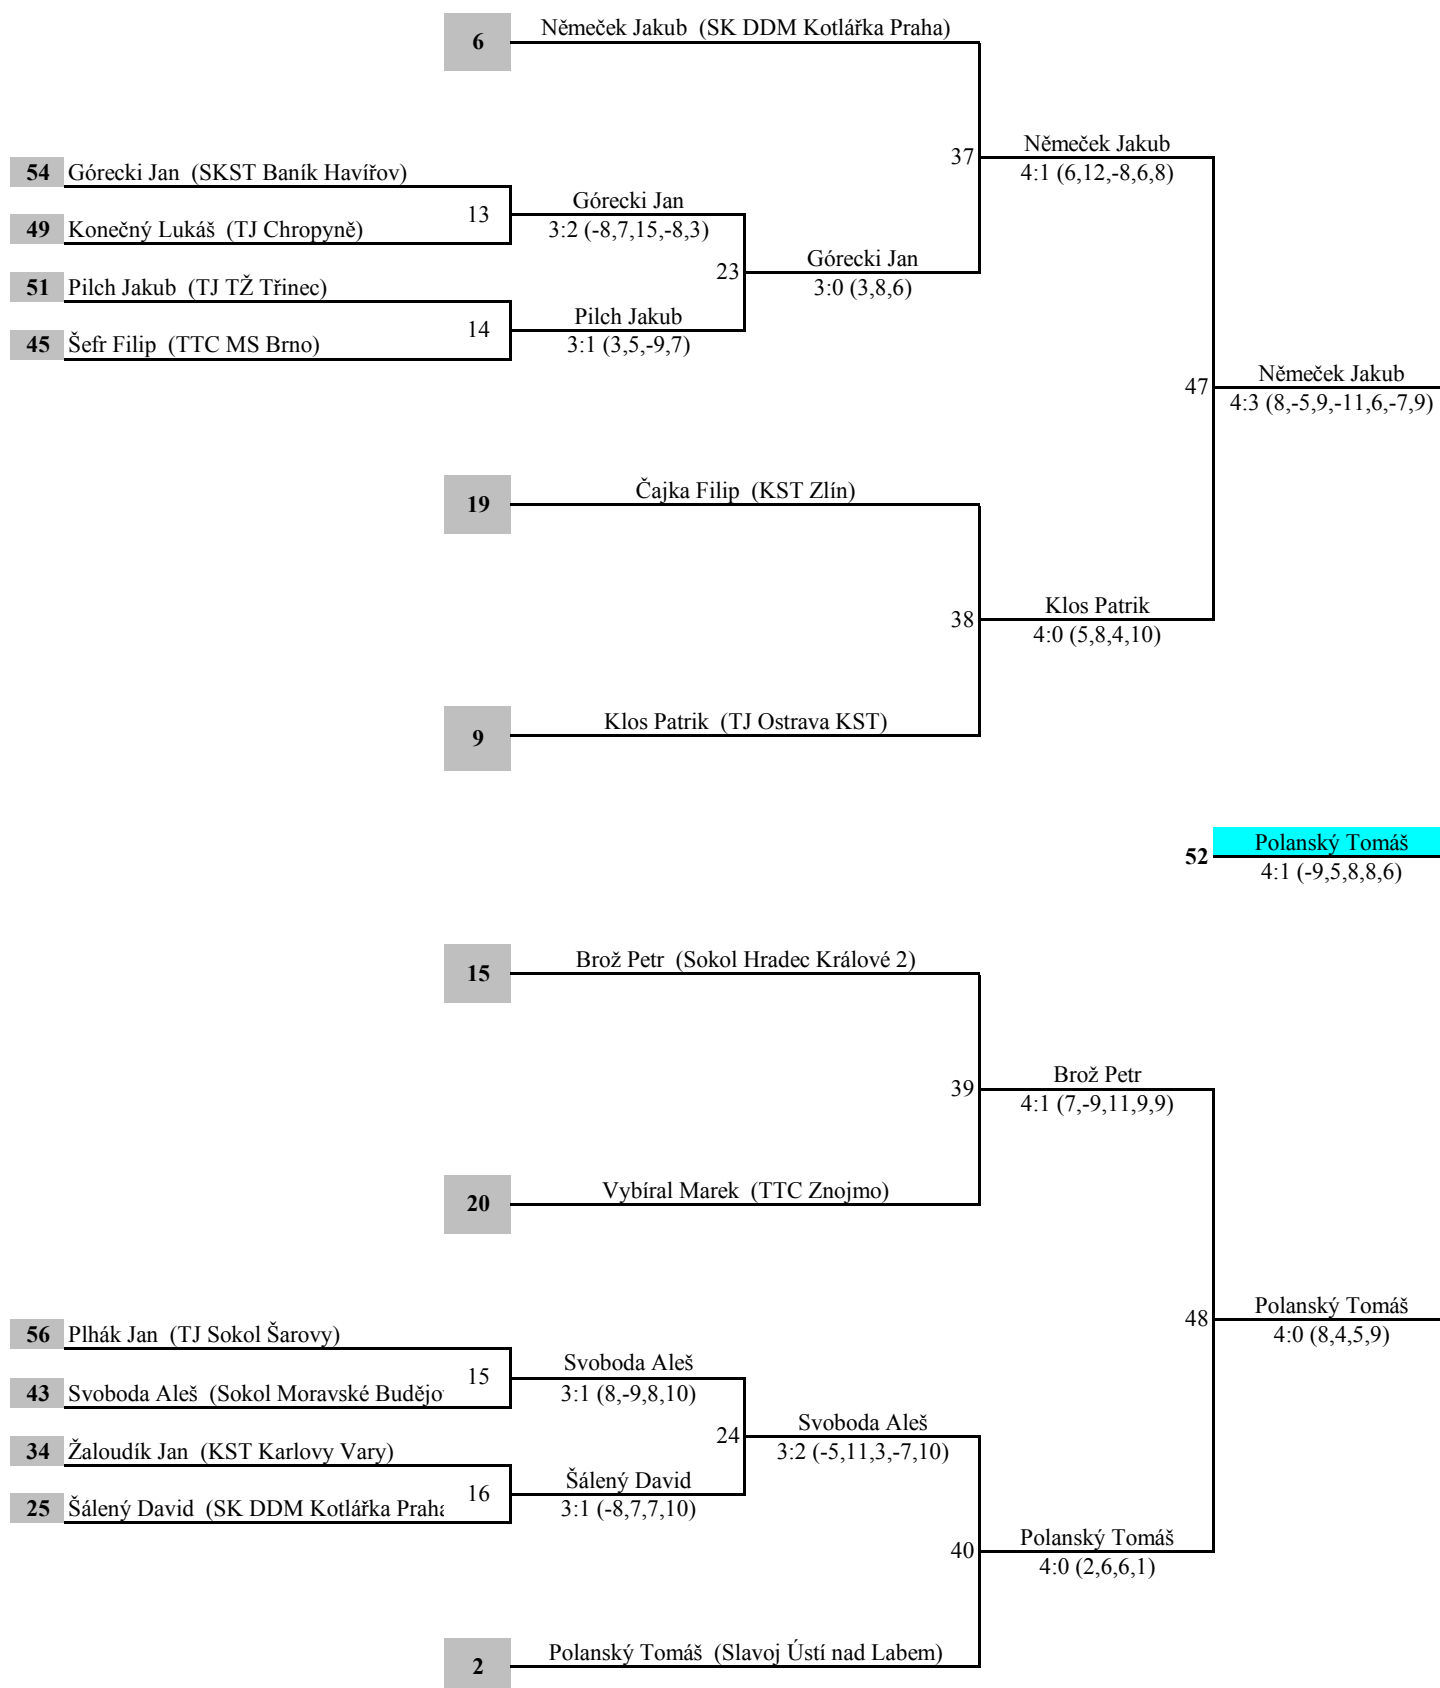 6 Němeček Jakub (SK DDM Kotlářka Praha)
37 Němeček Jakub
4:1 (6,12,-8,6,8)
54 Górecki Jan (SKST Baník Havířov)
13 Górecki Jan
3:2 (-8,7,15,-8,3)
49 Konečný Lukáš (TJ Chropyně)
23 Górecki Jan
3:0 (3,8,6)
51 Pilch Jakub (TJ TŽ Třinec)
14 Pilch Jakub
3:1 (3,5,-9,7)
45 Šefr Filip (TTC MS Brno)
47 Němeček Jakub
4:3 (8,-5,9,-11,6,-7,9)
19 Čajka Filip (KST Zlín)
38 Klos Patrik
4:0 (5,8,4,10)
9 Klos Patrik (TJ Ostrava KST)
52 Polanský Tomáš
4:1 (-9,5,8,8,6)
15 Brož Petr (Sokol Hradec Králové 2)
39 Brož Petr
4:1 (7,-9,11,9,9)
20 Vybíral Marek (TTC Znojmo)
48 Polanský Tomáš
4:0 (8,4,5,9)
56 Plhák Jan (TJ Sokol Šarovy)
15 Svoboda Aleš
3:1 (8,-9,8,10)
43 Svoboda Aleš (Sokol Moravské Budějo
24 Svoboda Aleš
3:2 (-5,11,3,-7,10)
34 Žaloudík Jan (KST Karlovy Vary)
16 Šálený David
3:1 (-8,7,7,10)
25 Šálený David (SK DDM Kotlářka Praha
40 Polanský Tomáš
4:0 (2,6,6,1)
2 Polanský Tomáš (Slavoj Ústí nad Labem)